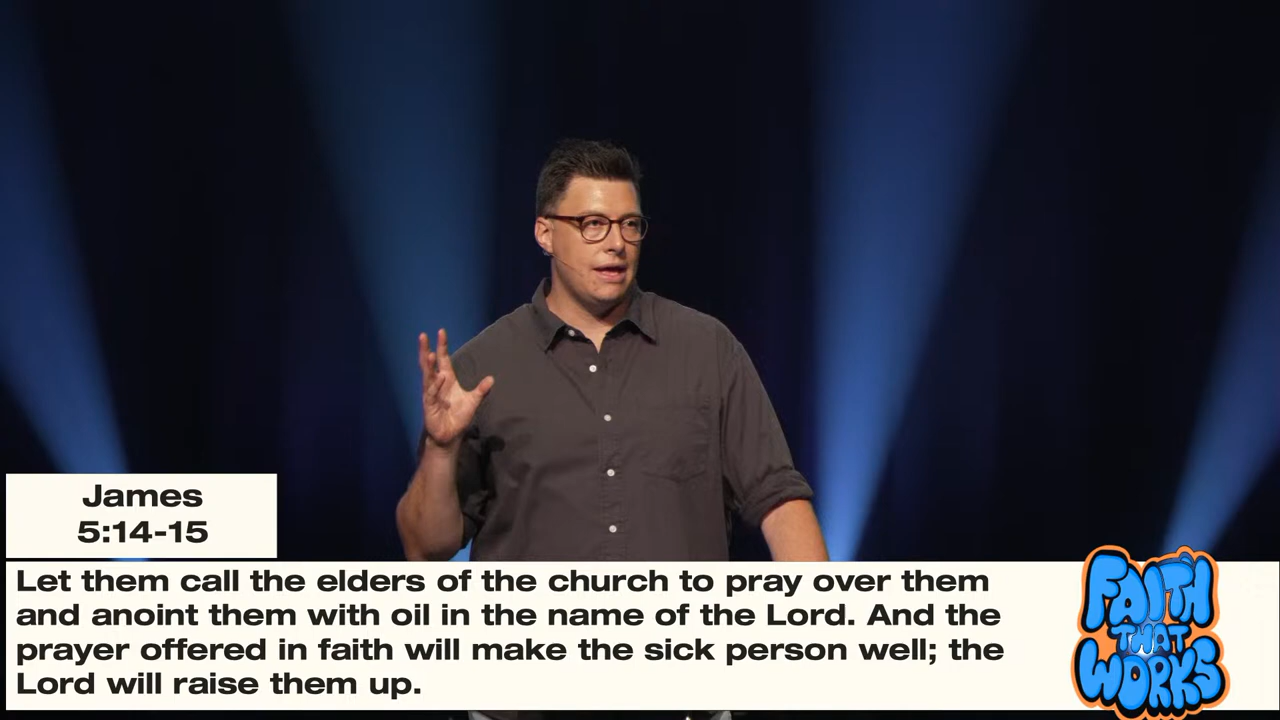 James
5:14-15
Let them call the elders of the church to pray over them
and anoint them with oil in the name of the Lord. And the
prayer offered in faith will make the sick person well; the
Lord will raise them up.
FAITH
THAT
WORKS